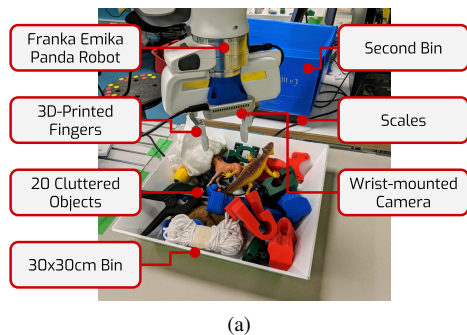 Franka Emika
Panda Robot
Second Bin
3D-Printed
Fingers
Scales
20 Cluttered
Objects
Wrist-mounted
Camera
30x30cm Bin
(a)